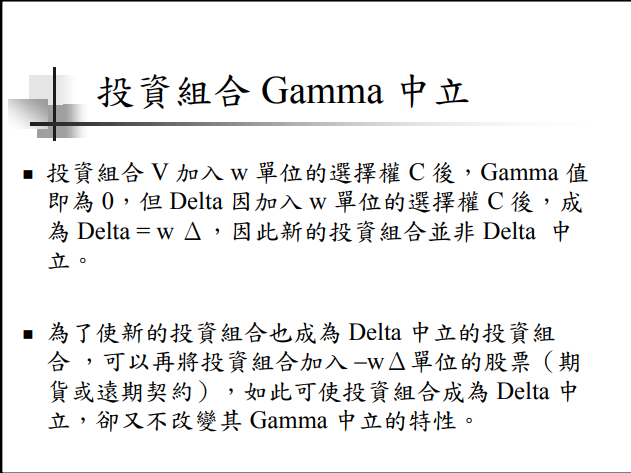 投資組合 Gamma 中立
投資組合 V 加入 w 單位的選擇權 C 後，Gamma 值
即為 0，但 Delta 因加入 w 單位的選擇權 C 後，成
為 Delta = w Δ，因此新的投資組合並非 Delta 中
立。
為了使新的投資組合也成為 Delta 中立的投資組
合 ，可以再將投資組合加入 –wΔ單位的股票（期
貨或遠期契約），如此可使投資組合成為 Delta 中
立，卻又不改變其 Gamma 中立的特性。